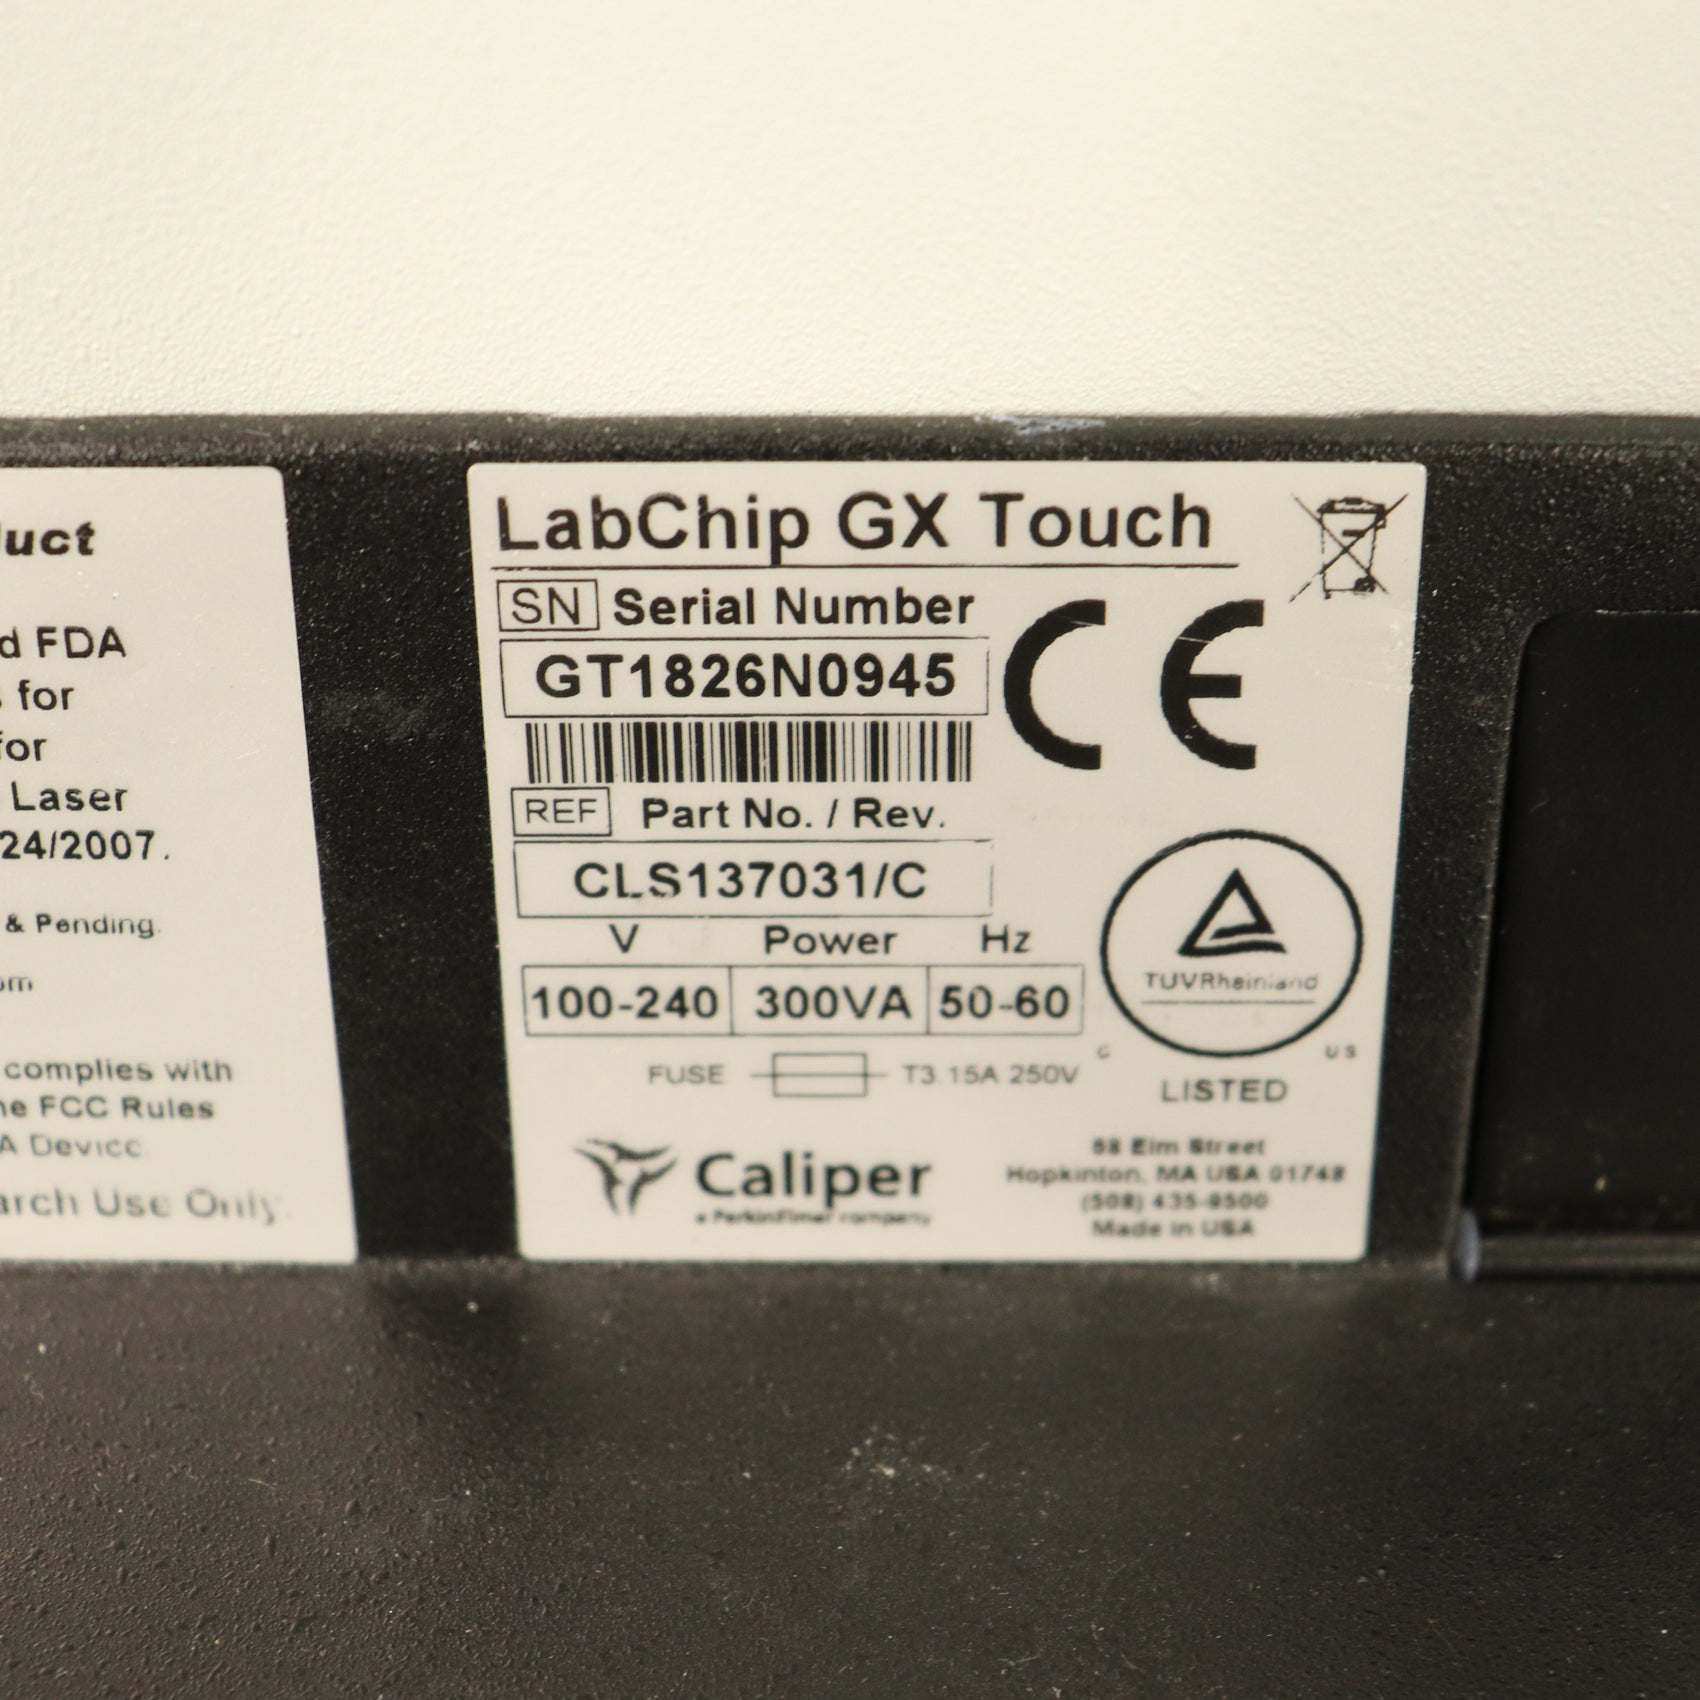 uct
d FDA
s for
for
Laser
24/2007.
& Pending.
om
complies with
he FCC Rules
A Device.
arch Use Only.
LabChip GX Touch
SN Serial Number
GT1826N0945
REF Part No. / Rev.
CLS137031/C
V Power Hz
100-240 300VA 50-60
FUSE T3.15A 250V
CE
TUVRheinland
C US
LISTED
Caliper
a PerkinElmer company
68 Elm Street
Hopkinton, MA USA 01748
(508) 435-9500
Made in USA